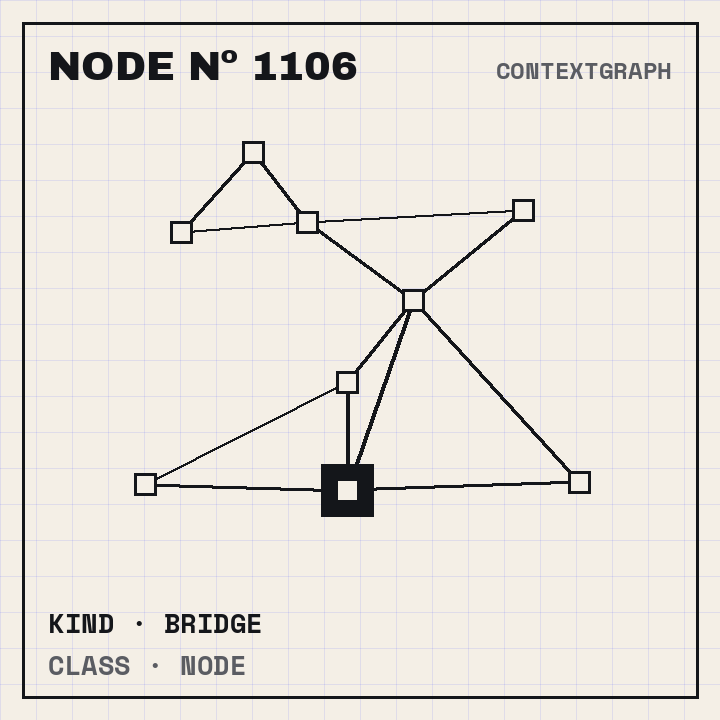 NODE Nº 1106
CONTEXTGRAPH
KIND · BRIDGE
CLASS · NODE